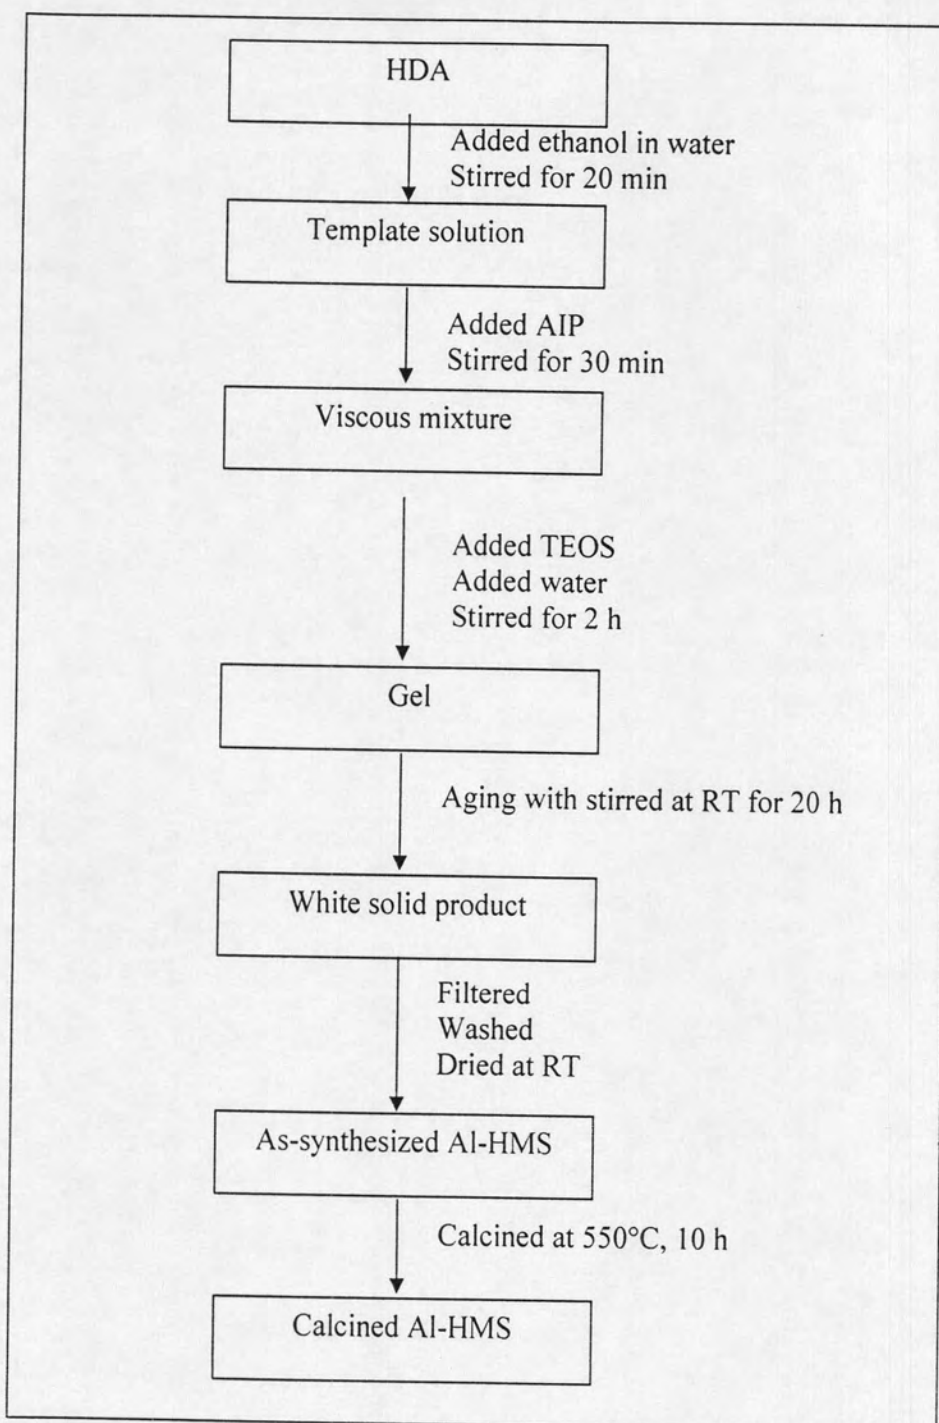 HDA
Added ethanol in water
Stirred for 20 min
Template solution
Added AIP
Stirred for 30 min
Viscous mixture
Added TEOS
Added water
Stirred for 2 h
Gel
Aging with stirred at RT for 20 h
White solid product
Filtered
Washed
Dried at RT
As-synthesized Al-HMS
Calcined at 550°C, 10 h
Calcined Al-HMS